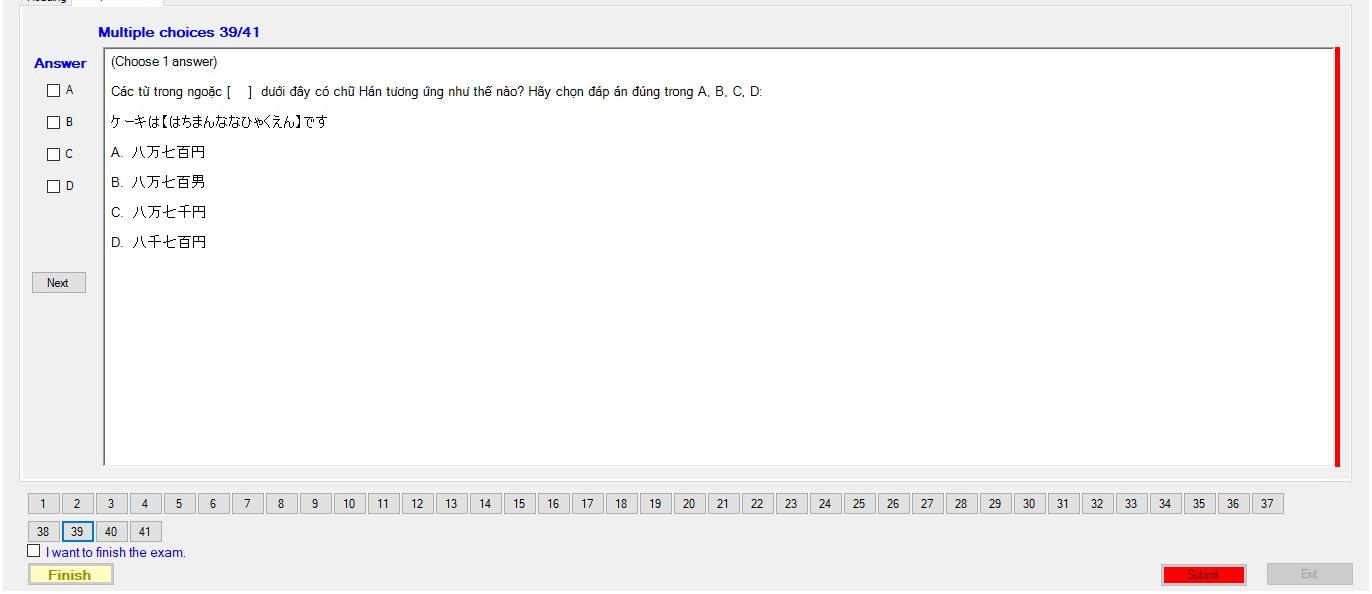 Multiple choices 39/41
Answer
(Choose 1 answer)
A
Các từ trong ngoặc [ ] dưới đây có chữ Hán tương ứng như thế nào? Hãy chọn đáp án đúng trong A, B, C, D:
B
ケーキは【はちまんななひゃくえん】です
C
A. 八万七百円
D
B. 八万七百男
C. 八万七千円
D. 八千七百円
Next
1 2 3 4 5 6 7 8 9 10 11 12 13 14 15 16 17 18 19 20 21 22 23 24 25 26 27 28 29 30 31 32 33 34 35 36 37
38 39 40 41
I want to finish the exam.
Finish
Submit
Exit